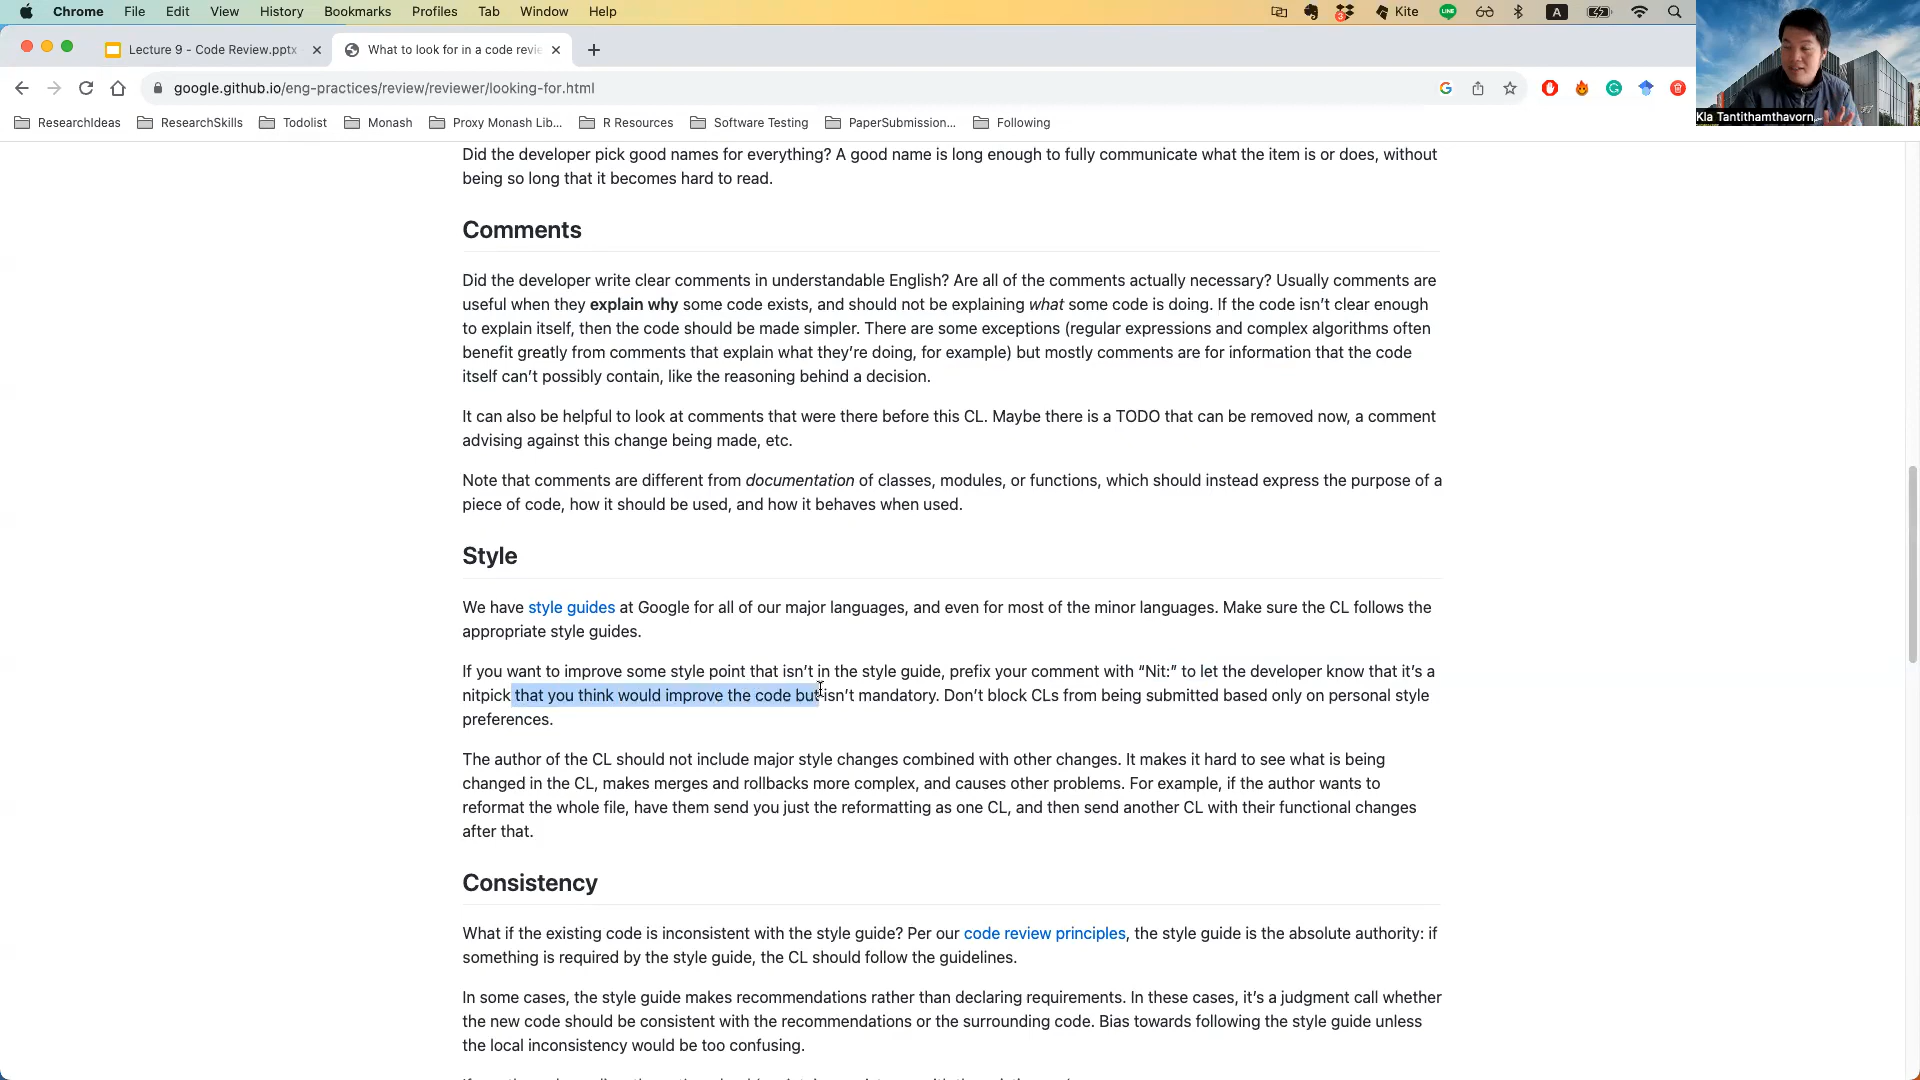 Chrome File Edit View History Bookmarks Profiles Tab Window Help Kite LINE A
Lecture 9 - Code Review.pptx What to look for in a code revie
google.github.io/eng-practices/review/reviewer/looking-for.html
ResearchIdeas ResearchSkills Todolist Monash Proxy Monash Lib... R Resources Software Testing PaperSubmission... Following
Kla Tantithamthavorn
Did the developer pick good names for everything? A good name is long enough to fully communicate what the item is or does, without
being so long that it becomes hard to read.
Comments
Did the developer write clear comments in understandable English? Are all of the comments actually necessary? Usually comments are
useful when they explain why some code exists, and should not be explaining what some code is doing. If the code isn’t clear enough
to explain itself, then the code should be made simpler. There are some exceptions (regular expressions and complex algorithms often
benefit greatly from comments that explain what they’re doing, for example) but mostly comments are for information that the code
itself can’t possibly contain, like the reasoning behind a decision.
It can also be helpful to look at comments that were there before this CL. Maybe there is a TODO that can be removed now, a comment
advising against this change being made, etc.
Note that comments are different from documentation of classes, modules, or functions, which should instead express the purpose of a
piece of code, how it should be used, and how it behaves when used.
Style
We have style guides at Google for all of our major languages, and even for most of the minor languages. Make sure the CL follows the
appropriate style guides.
If you want to improve some style point that isn’t in the style guide, prefix your comment with “Nit:” to let the developer know that it’s a
nitpick that you think would improve the code but isn’t mandatory. Don’t block CLs from being submitted based only on personal style
preferences.
The author of the CL should not include major style changes combined with other changes. It makes it hard to see what is being
changed in the CL, makes merges and rollbacks more complex, and causes other problems. For example, if the author wants to
reformat the whole file, have them send you just the reformatting as one CL, and then send another CL with their functional changes
after that.
Consistency
What if the existing code is inconsistent with the style guide? Per our code review principles, the style guide is the absolute authority: if
something is required by the style guide, the CL should follow the guidelines.
In some cases, the style guide makes recommendations rather than declaring requirements. In these cases, it’s a judgment call whether
the new code should be consistent with the recommendations or the surrounding code. Bias towards following the style guide unless
the local inconsistency would be too confusing.